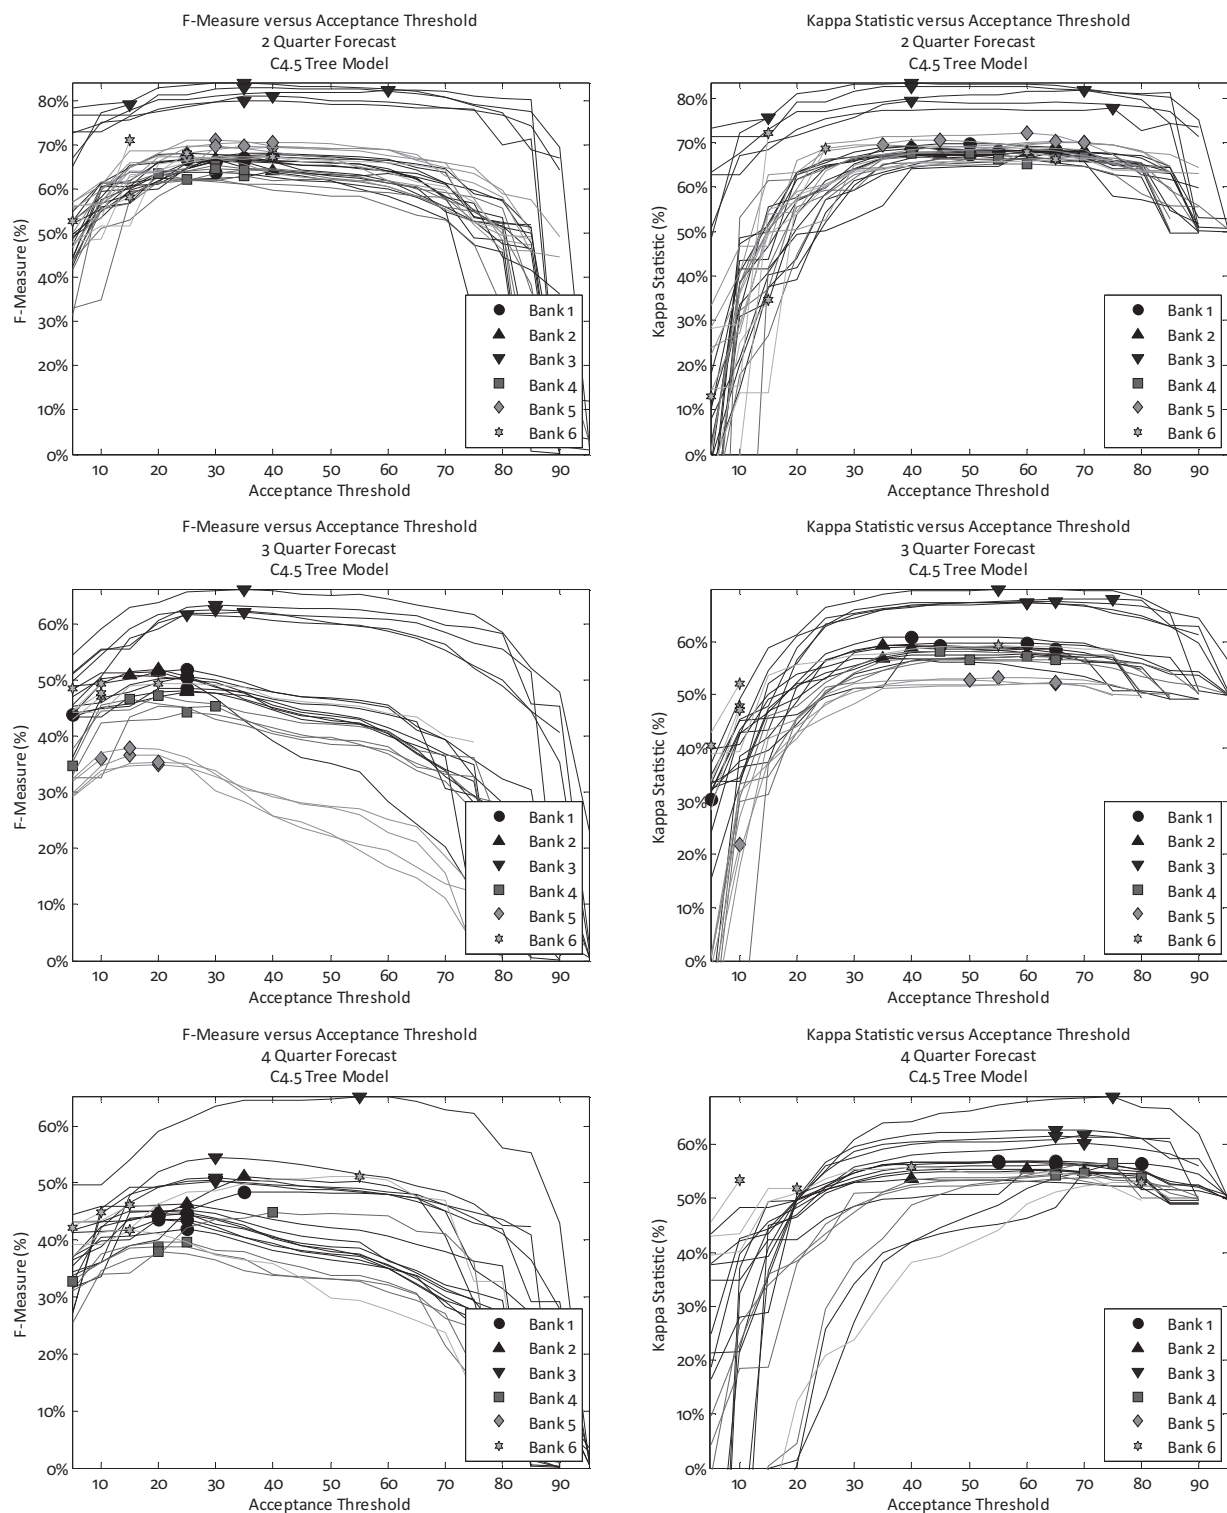 F-Measure versus Acceptance Threshold
2 Quarter Forecast
C4.5 Tree Model
F-Measure (%)
80%
70%
60%
50%
40%
30%
20%
10%
0%
10 20 30 40 50 60 70 80 90
Acceptance Threshold
Bank 1
Bank 2
Bank 3
Bank 4
Bank 5
Bank 6
Kappa Statistic versus Acceptance Threshold
2 Quarter Forecast
C4.5 Tree Model
Kappa Statistic (%)
80%
70%
60%
50%
40%
30%
20%
10%
0%
10 20 30 40 50 60 70 80 90
Acceptance Threshold
Bank 1
Bank 2
Bank 3
Bank 4
Bank 5
Bank 6
F-Measure versus Acceptance Threshold
3 Quarter Forecast
C4.5 Tree Model
F-Measure (%)
60%
50%
40%
30%
20%
10%
0%
10 20 30 40 50 60 70 80 90
Acceptance Threshold
Bank 1
Bank 2
Bank 3
Bank 4
Bank 5
Bank 6
Kappa Statistic versus Acceptance Threshold
3 Quarter Forecast
C4.5 Tree Model
Kappa Statistic (%)
60%
50%
40%
30%
20%
10%
0%
10 20 30 40 50 60 70 80 90
Acceptance Threshold
Bank 1
Bank 2
Bank 3
Bank 4
Bank 5
Bank 6
F-Measure versus Acceptance Threshold
4 Quarter Forecast
C4.5 Tree Model
F-Measure (%)
60%
50%
40%
30%
20%
10%
0%
10 20 30 40 50 60 70 80 90
Acceptance Threshold
Bank 1
Bank 2
Bank 3
Bank 4
Bank 5
Bank 6
Kappa Statistic versus Acceptance Threshold
4 Quarter Forecast
C4.5 Tree Model
Kappa Statistic (%)
60%
50%
40%
30%
20%
10%
0%
10 20 30 40 50 60 70 80 90
Acceptance Threshold
Bank 1
Bank 2
Bank 3
Bank 4
Bank 5
Bank 6